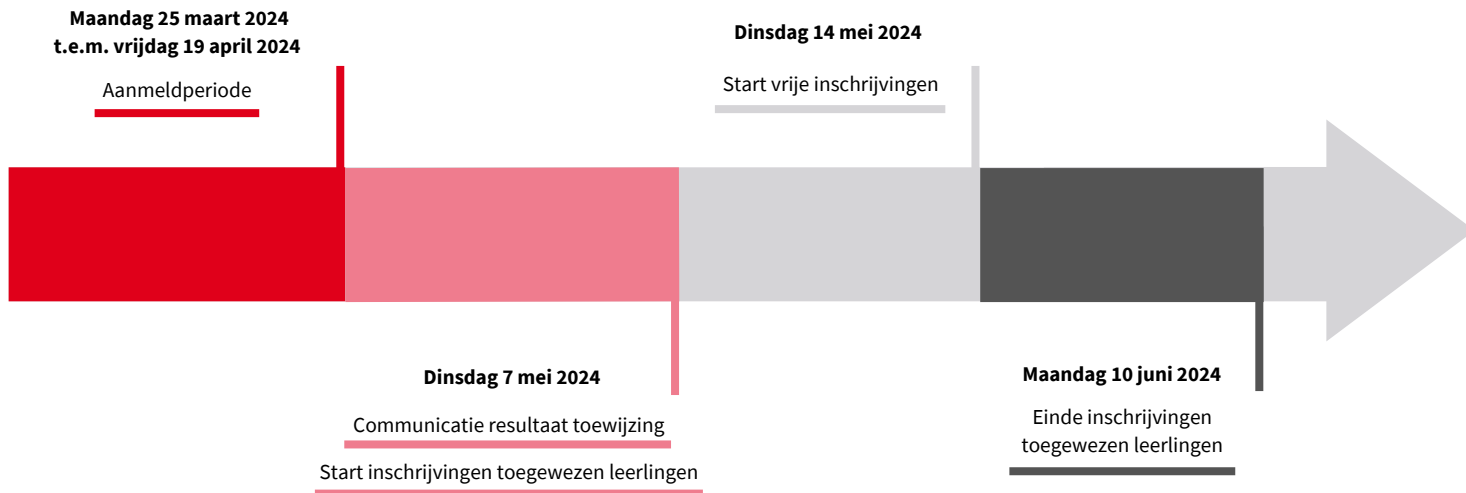 Maandag 25 maart 2024
t.e.m. vrijdag 19 april 2024
Aanmeldperiode
Dinsdag 14 mei 2024
Start vrije inschrijvingen
Dinsdag 7 mei 2024
Communicatie resultaat toewijzing
Start inschrijvingen toegewezen leerlingen
Maandag 10 juni 2024
Einde inschrijvingen
toegewezen leerlingen